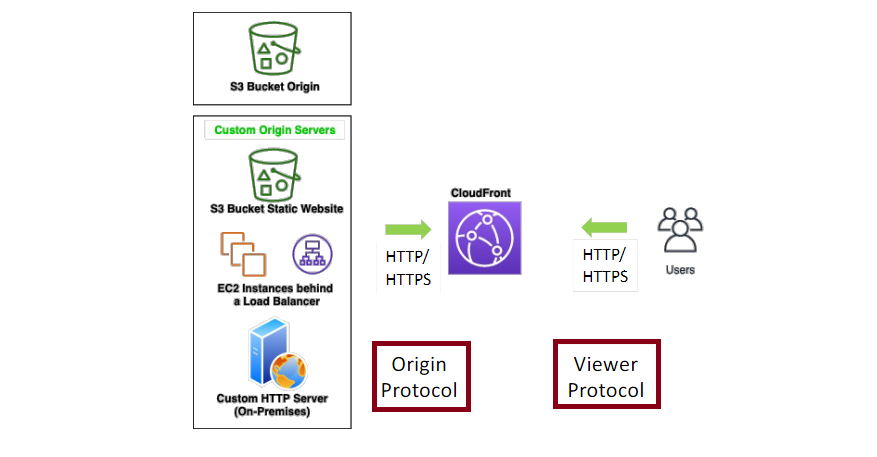 S3 Bucket Origin
Custom Origin Servers
S3 Bucket Static Website
EC2 Instances behind
a Load Balancer
Custom HTTP Server
(On-Premises)
HTTP/
HTTPS
Origin
Protocol
CloudFront
HTTP/
HTTPS
Viewer
Protocol
Users